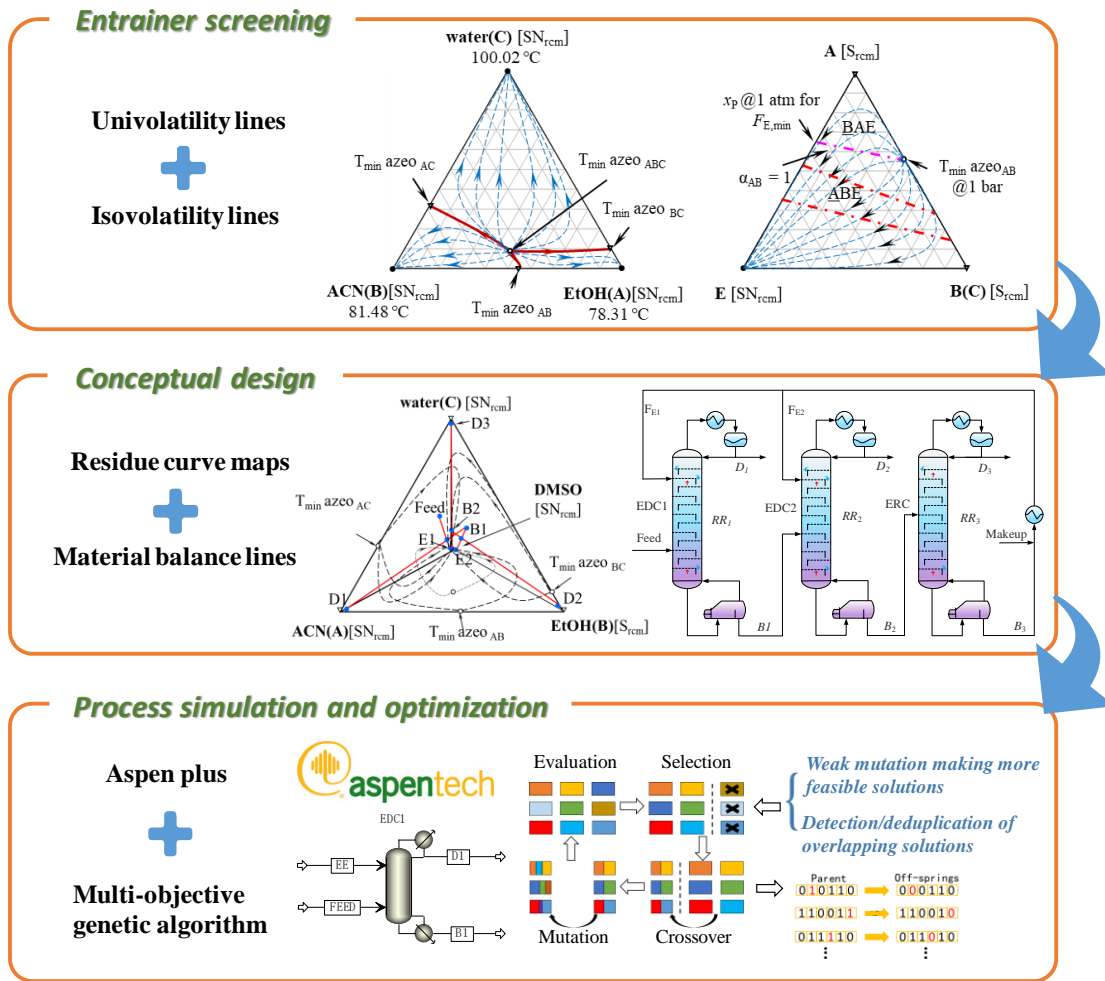 Entrainer screening
Univolatility lines
Isovolatility lines
water(C) [SNrcm]
100.02 ℃
Tmin azeo AC
Tmin azeo ABC
Tmin azeo BC
ACN(B)[SNrcm]
81.48 ℃
Tmin azeo AB
EtOH(A)[SNrcm]
78.31 ℃
A [Srcm]
xP @1 atm for
FE,min
BAE
αAB = 1
ABE
Tmin azeoAB
@1 bar
E [SNrcm]
B(C) [Srcm]
Conceptual design
Residue curve maps
Material balance lines
water(C) [SNrcm]
D3
Tmin azeo AC
Feed
B2
B1
DMSO
[SNrcm]
E1
E2
Tmin azeo BC
D1
D2
ACN(A)[SNrcm]
Tmin azeo AB
EtOH(B)[Srcm]
FE1
FE2
D1
D2
D3
EDC1
RR1
EDC2
RR2
ERC
RR3
Feed
Makeup
B1
B2
B3
Process simulation and optimization
Aspen plus
Multi-objective
genetic algorithm
aspentech
EDC1
EE
D1
FEED
B1
Evaluation
Selection
Mutation
Crossover
Weak mutation making more
feasible solutions
Detection/deduplication of
overlapping solutions
Parent
Off-springs
010110
000110
110011
110010
011110
011010